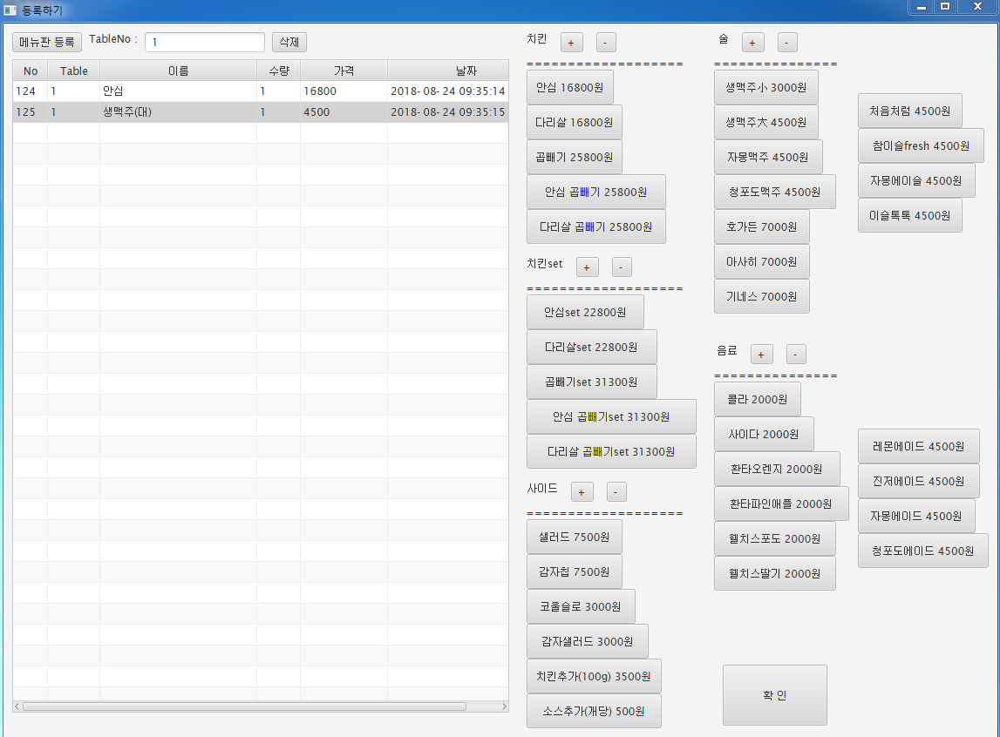 등록하기
메뉴판 등록 TableNo : 1 삭제
No Table 이름 수량 가격 날짜
124 1 안심 1 16800 2018-08-24 09:35:14
125 1 생맥주(대) 1 4500 2018-08-24 09:35:15
치킨 + -
===================
안심 16800원
다리살 16800원
곱빼기 25800원
안심 곱빼기 25800원
다리살 곱빼기 25800원
치킨set + -
===================
안심set 22800원
다리살set 22800원
곱빼기set 31300원
안심 곱빼기set 31300원
다리살 곱빼기set 31300원
사이드 + -
===================
샐러드 7500원
감자칩 7500원
코울슬로 3000원
감자샐러드 3000원
치킨추가(100g) 3500원
소스추가(개당) 500원
술 + -
===============
생맥주小 3000원
생맥주大 4500원
자몽맥주 4500원
청포도맥주 4500원
호가든 7000원
아사히 7000원
기네스 7000원
처음처럼 4500원
참이슬fresh 4500원
자몽에이슬 4500원
이슬톡톡 4500원
음료 + -
===============
콜라 2000원
사이다 2000원
환타오렌지 2000원
환타파인애플 2000원
웰치스포도 2000원
웰치스딸기 2000원
레몬에이드 4500원
진저에이드 4500원
자몽에이드 4500원
청포도에이드 4500원
확 인